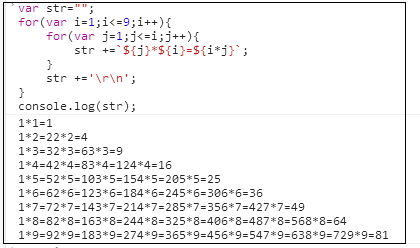 var str="";
for(var i=1;i<=9;i++){
    for(var j=1;j<=i;j++){
        str +=`${j}*${i}=${i*j}`;
    }
    str +='\r\n';
}
console.log(str);
1*1=1
1*2=22*2=4
1*3=32*3=63*3=9
1*4=42*4=83*4=124*4=16
1*5=52*5=103*5=154*5=205*5=25
1*6=62*6=123*6=184*6=245*6=306*6=36
1*7=72*7=143*7=214*7=285*7=356*7=427*7=49
1*8=82*8=163*8=244*8=325*8=406*8=487*8=568*8=64
1*9=92*9=183*9=274*9=365*9=456*9=547*9=638*9=729*9=81